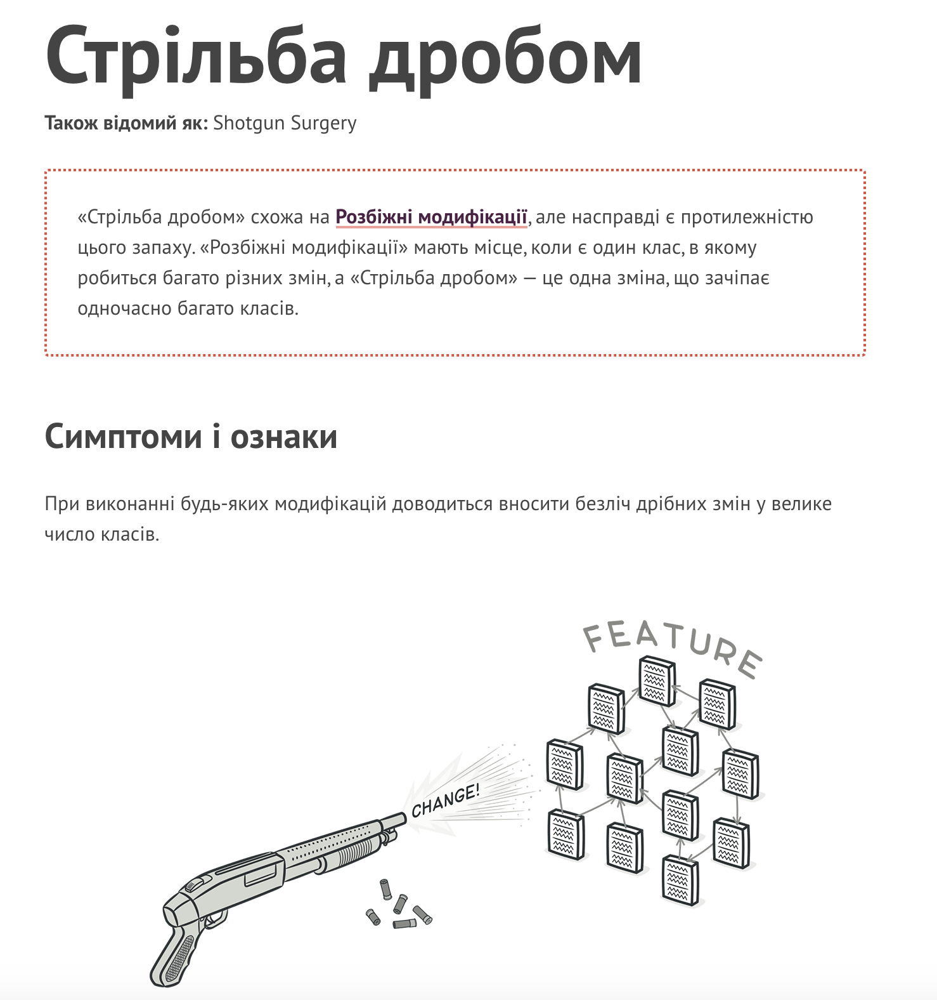 Стрільба дробом
Також відомий як: Shotgun Surgery
«Стрільба дробом» схожа на Розбіжні модифікації, але насправді є протилежністю
цього запаху. «Розбіжні модифікації» мають місце, коли є один клас, в якому
робиться багато різних змін, а «Стрільба дробом» — це одна зміна, що зачіпає
одночасно багато класів.
Симптоми і ознаки
При виконанні будь-яких модифікацій доводиться вносити безліч дрібних змін у велике
число класів.
FEATURE
CHANGE!